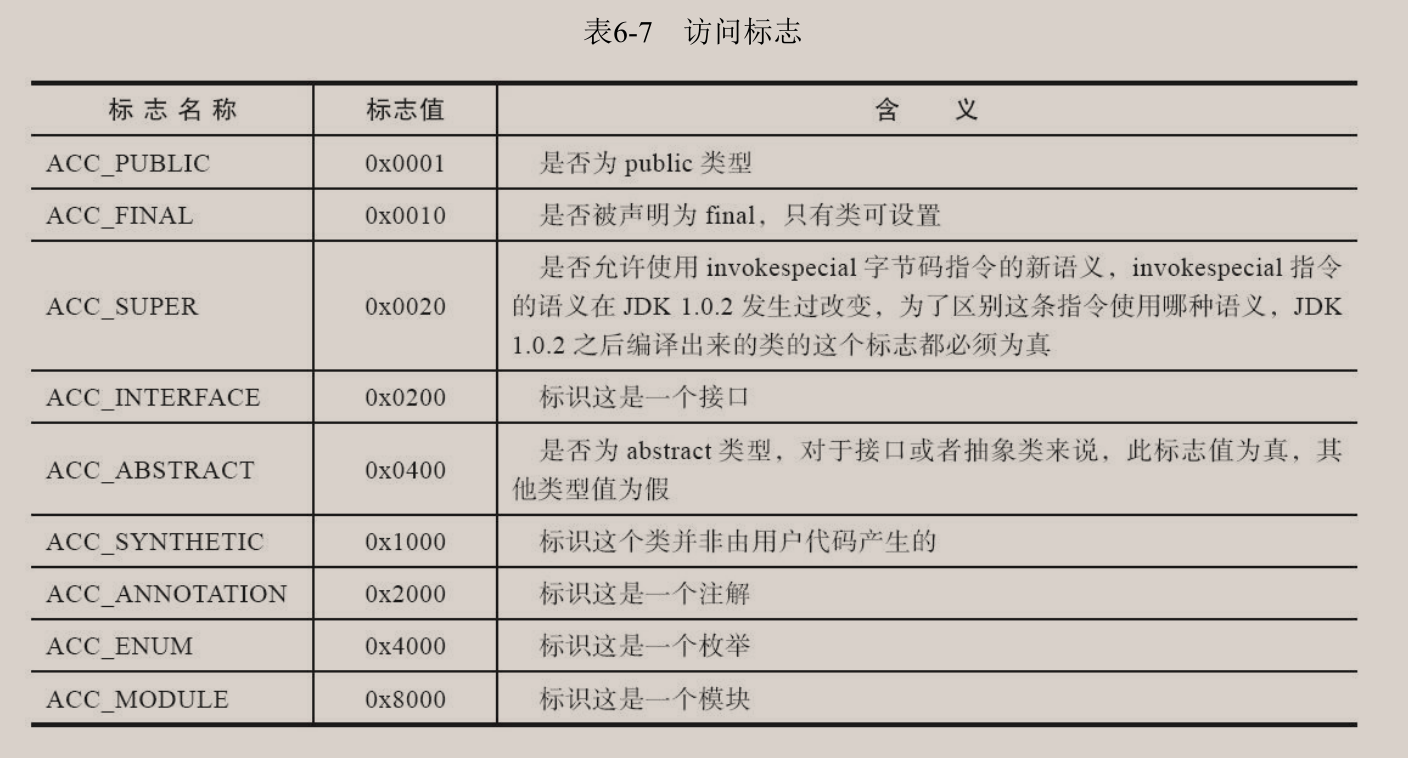 表6-7 访问标志
标志名称 标志值 含 义
ACC_PUBLIC 0x0001 是否为 public 类型
ACC_FINAL 0x0010 是否被声明为 final，只有类可设置
是否允许使用 invokespecial 字节码指令的新语义，invokespecial 指令
ACC_SUPER 0x0020 的语义在 JDK 1.0.2 发生过改变，为了区别这条指令使用哪种语义，JDK
1.0.2 之后编译出来的类的这个标志都必须为真
ACC_INTERFACE 0x0200 标识这是一个接口
是否为 abstract 类型，对于接口或者抽象类来说，此标志值为真，其
ACC_ABSTRACT 0x0400
他类型值为假
ACC_SYNTHETIC 0x1000 标识这个类并非由用户代码产生的
ACC_ANNOTATION 0x2000 标识这是一个注解
ACC_ENUM 0x4000 标识这是一个枚举
ACC_MODULE 0x8000 标识这是一个模块